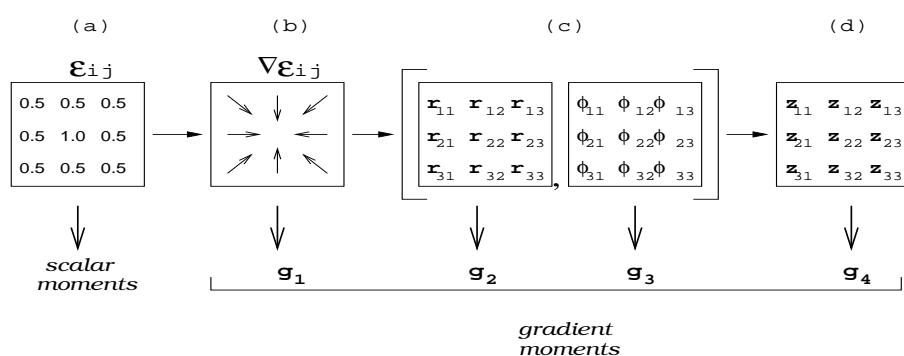 (a) (b) (c) (d)
εij ∇εij
0.5 0.5 0.5
0.5 1.0 0.5
0.5 0.5 0.5
r11 r12 r13
r21 r22 r23
r31 r32 r33
,
ϕ11 ϕ12 ϕ13
ϕ21 ϕ22 ϕ23
ϕ31 ϕ32 ϕ33
z11 z12 z13
z21 z22 z23
z31 z32 z33
scalar
moments
g1 g2 g3 g4
gradient
moments